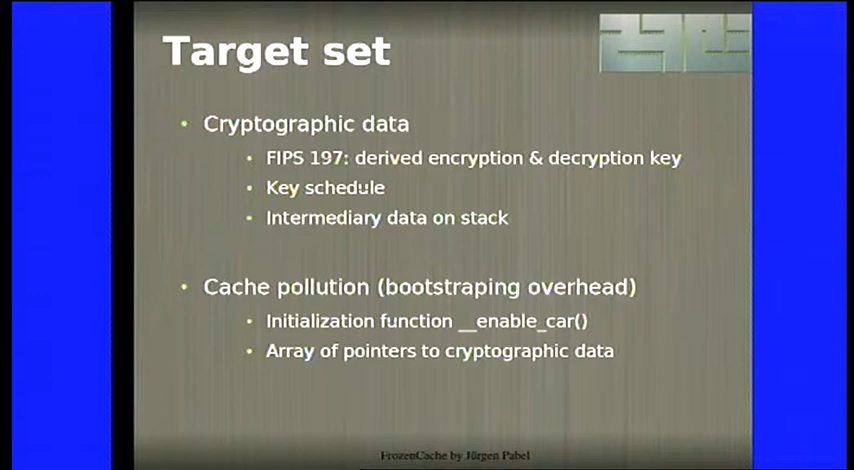 Target set
• Cryptographic data
• FIPS 197: derived encryption & decryption key
• Key schedule
• Intermediary data on stack
• Cache pollution (bootstraping overhead)
• Initialization function __enable_car()
• Array of pointers to cryptographic data
FrozenCache by Jürgen Pabel